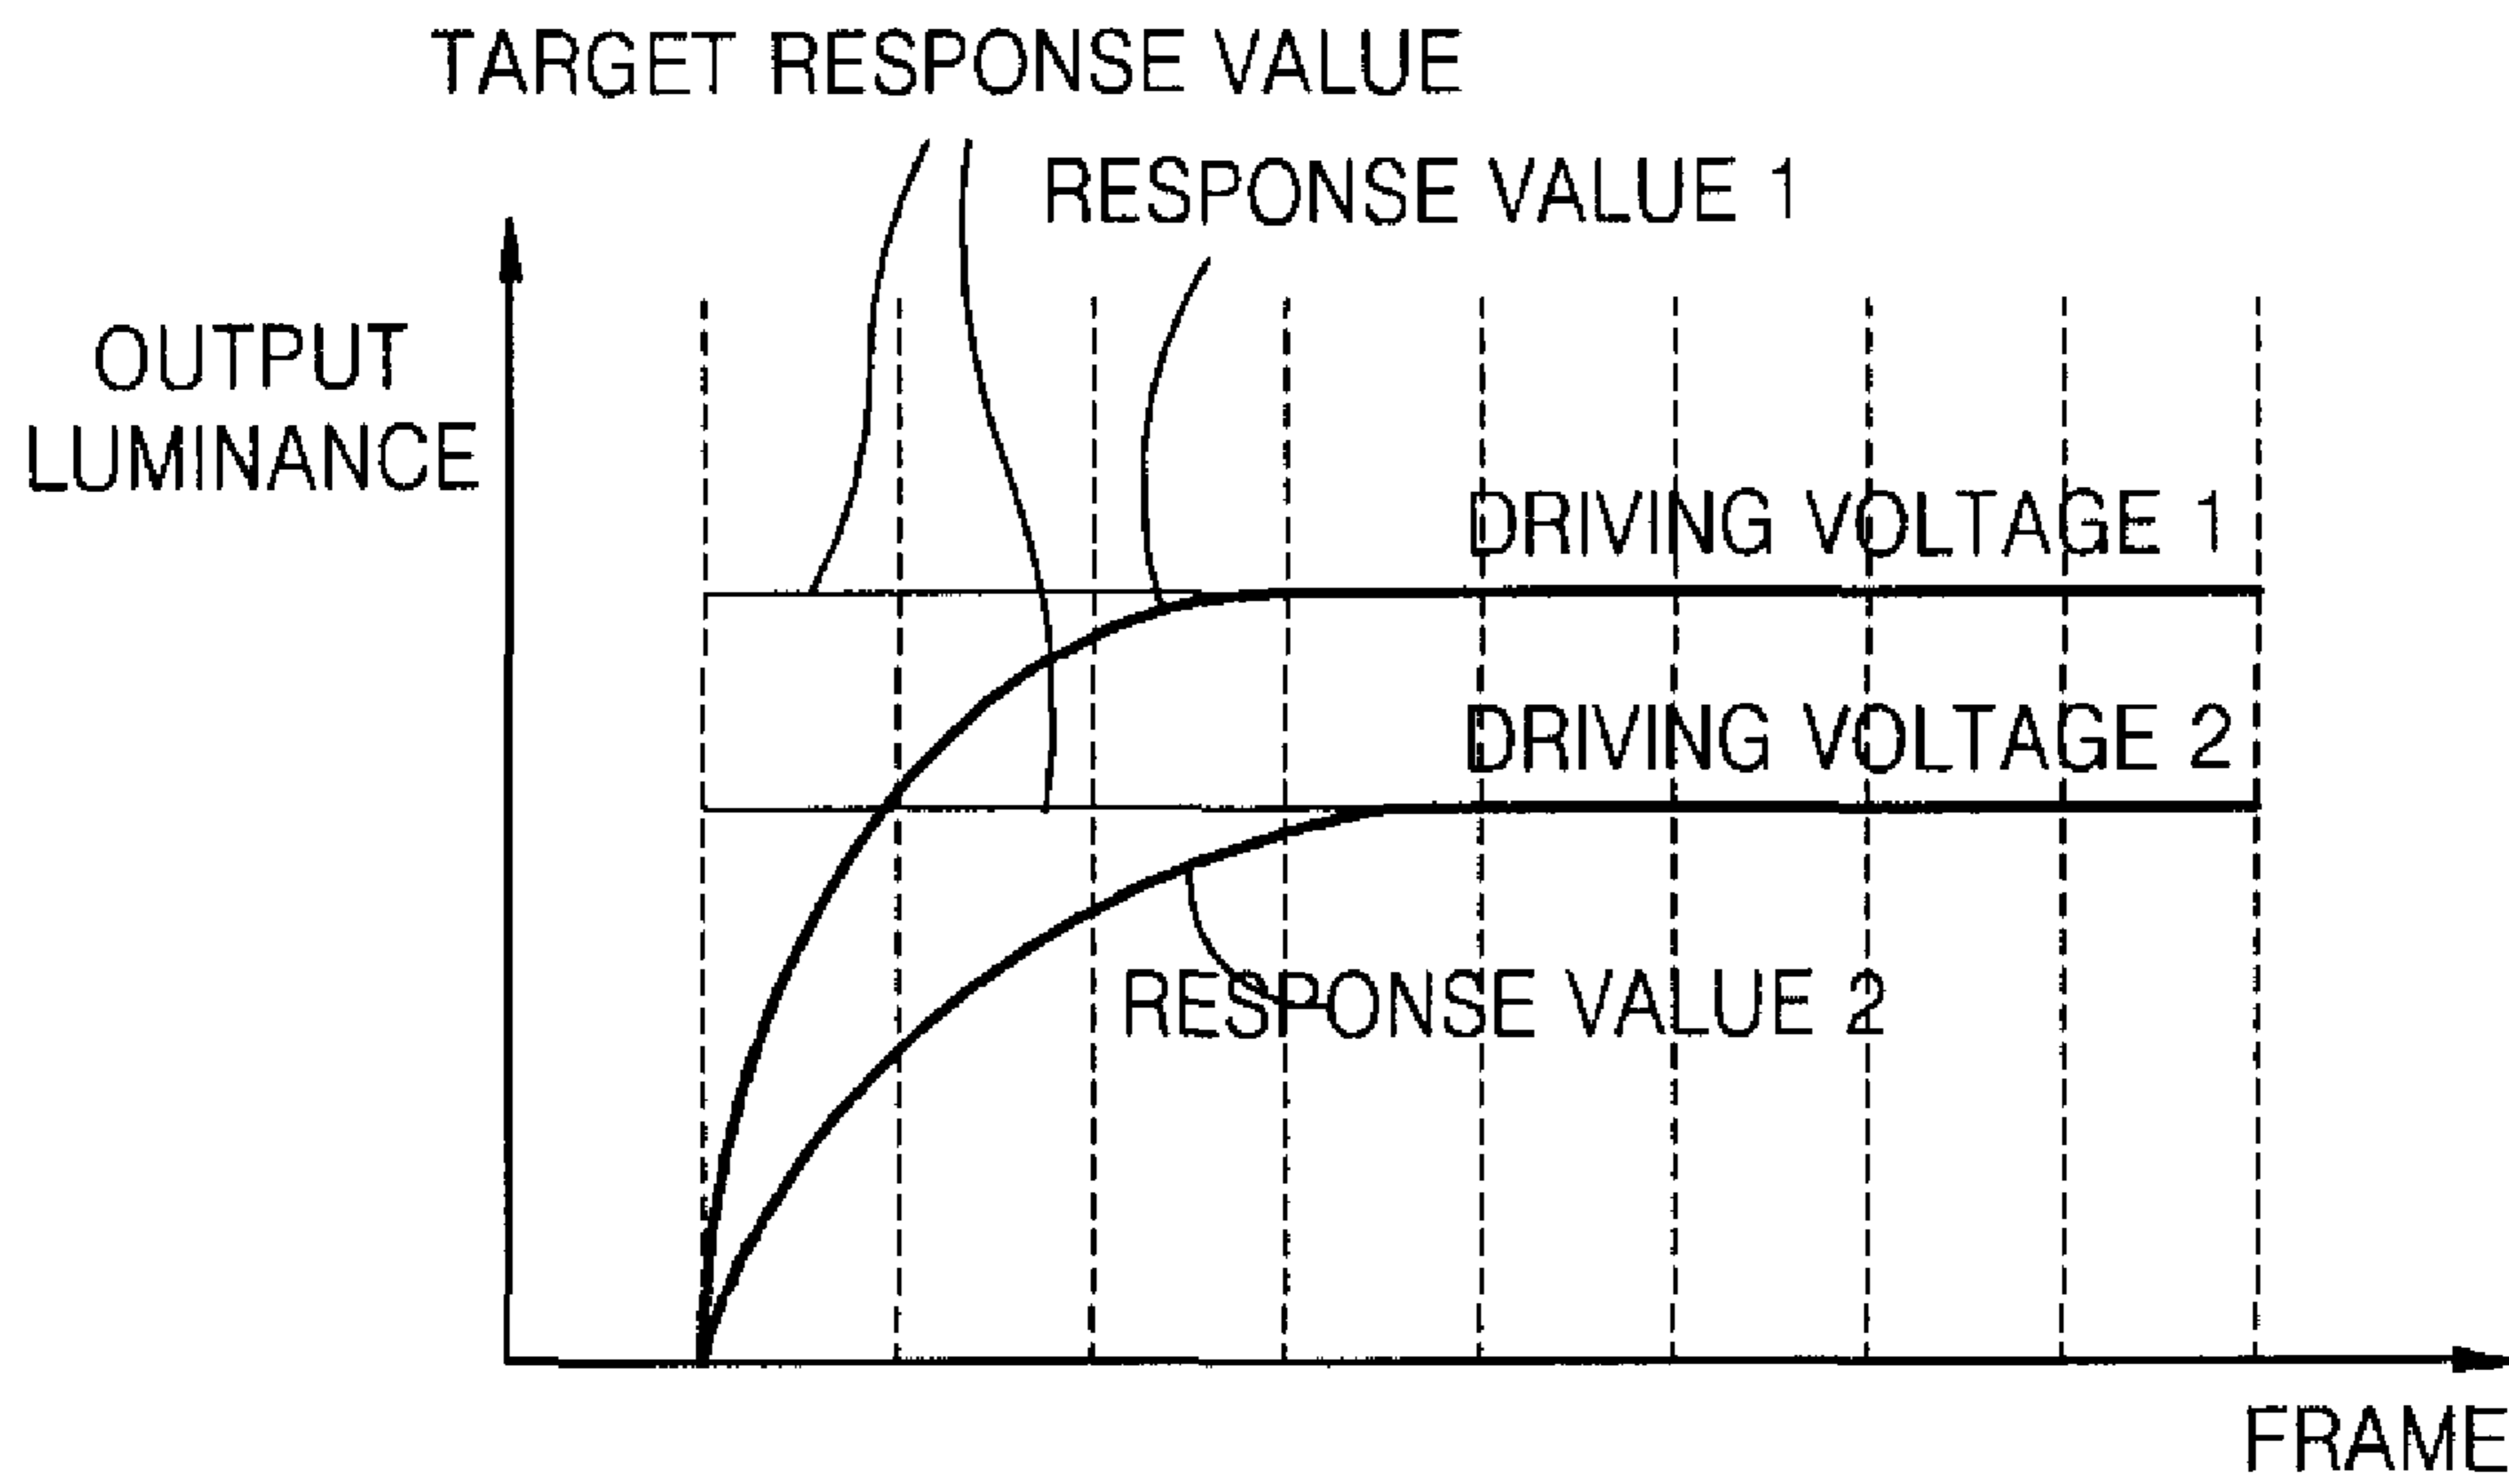 TARGET RESPONSE VALUE
RESPONSE VALUE 1
OUTPUT
LUMINANCE
DRIVING VOLTAGE 1
DRIVING VOLTAGE 2
RESPONSE VALUE 2
FRAME